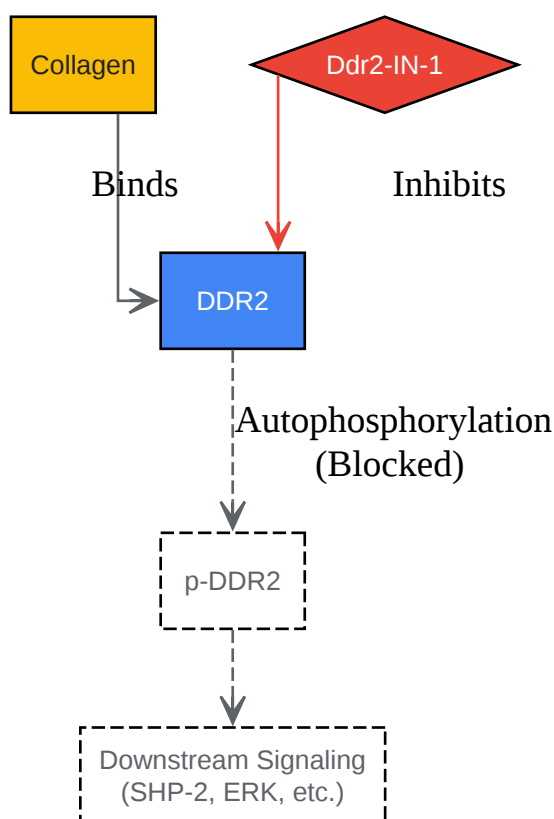 Collagen
Ddr2-IN-1
Binds
Inhibits
DDR2
Autophosphorylation
(Blocked)
p-DDR2
Downstream Signaling
(SHP-2, ERK, etc.)